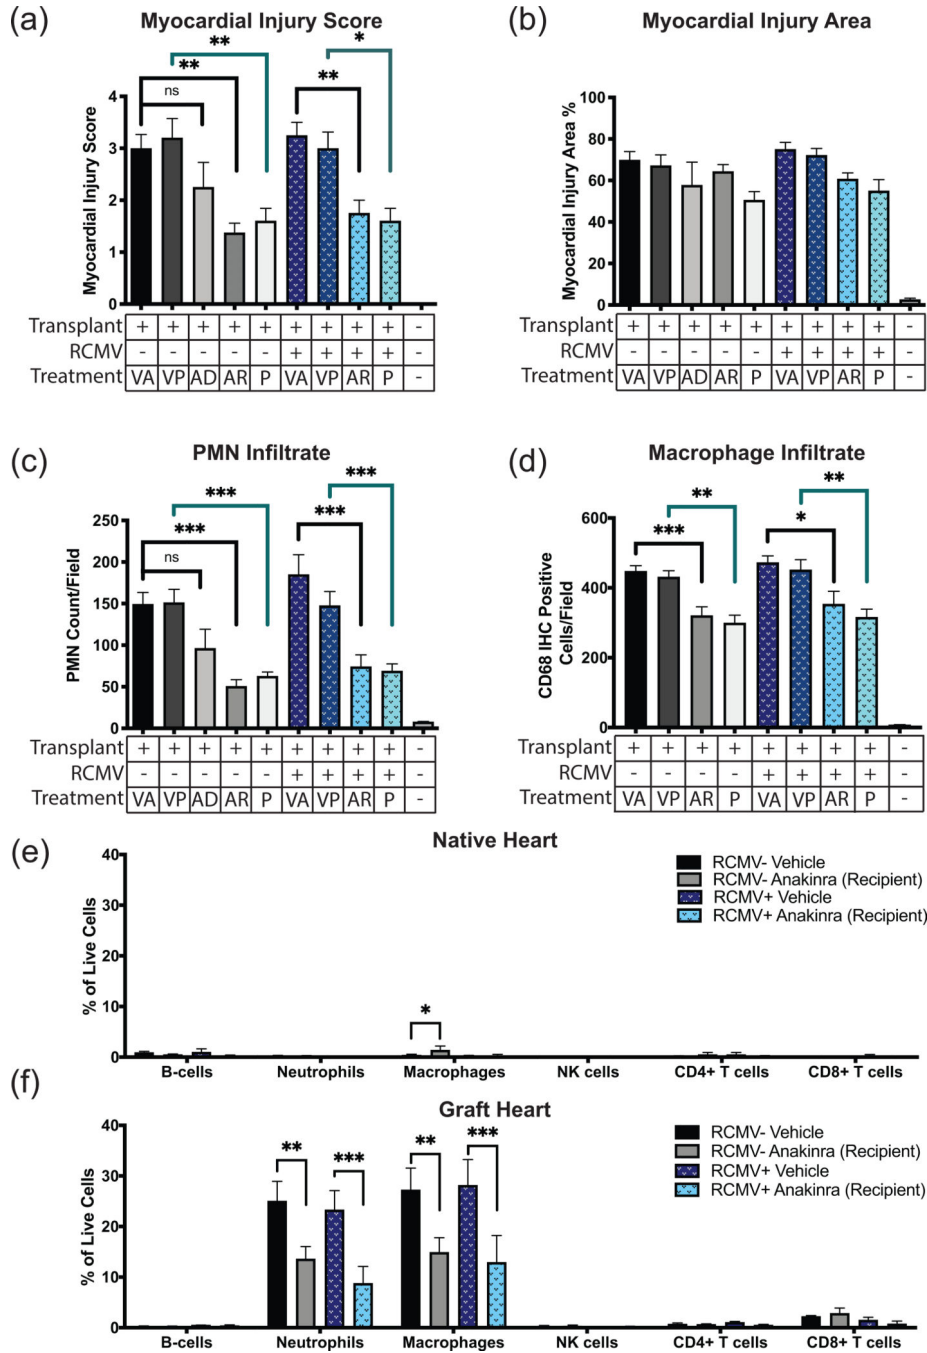 (a) Myocardial Injury Score
** *
** **
ns
Myocardial Injury Score
4
3
2
1
0
Transplant + + + + + + + + + -
RCMV - - - - - + + + + -
Treatment VA VP AD AR P VA VP AR P -
(b) Myocardial Injury Area
Myocardial Injury Area %
100
80
60
40
20
0
Transplant + + + + + + + + + -
RCMV - - - - - + + + + -
Treatment VA VP AD AR P VA VP AR P -
(c) PMN Infiltrate
*** ***
*** ***
ns
PMN Count/Field
250
200
150
100
50
0
Transplant + + + + + + + + + -
RCMV - - - - - + + + + -
Treatment VA VP AD AR P VA VP AR P -
(d) Macrophage Infiltrate
** **
*** *
CD68 IHC Positive
Cells/Field
600
400
200
0
Transplant + + + + + + + + -
RCMV - - - - + + + + -
Treatment VA VP AR P VA VP AR P -
(e) Native Heart
% of Live Cells
40
30
20
10
0
RCMV- Vehicle
RCMV- Anakinra (Recipient)
RCMV+ Vehicle
RCMV+ Anakinra (Recipient)
*
B-cells Neutrophils Macrophages NK cells CD4+ T cells CD8+ T cells
(f) Graft Heart
% of Live Cells
40
30
20
10
0
RCMV- Vehicle
RCMV- Anakinra (Recipient)
RCMV+ Vehicle
RCMV+ Anakinra (Recipient)
** *** ** ***
B-cells Neutrophils Macrophages NK cells CD4+ T cells CD8+ T cells